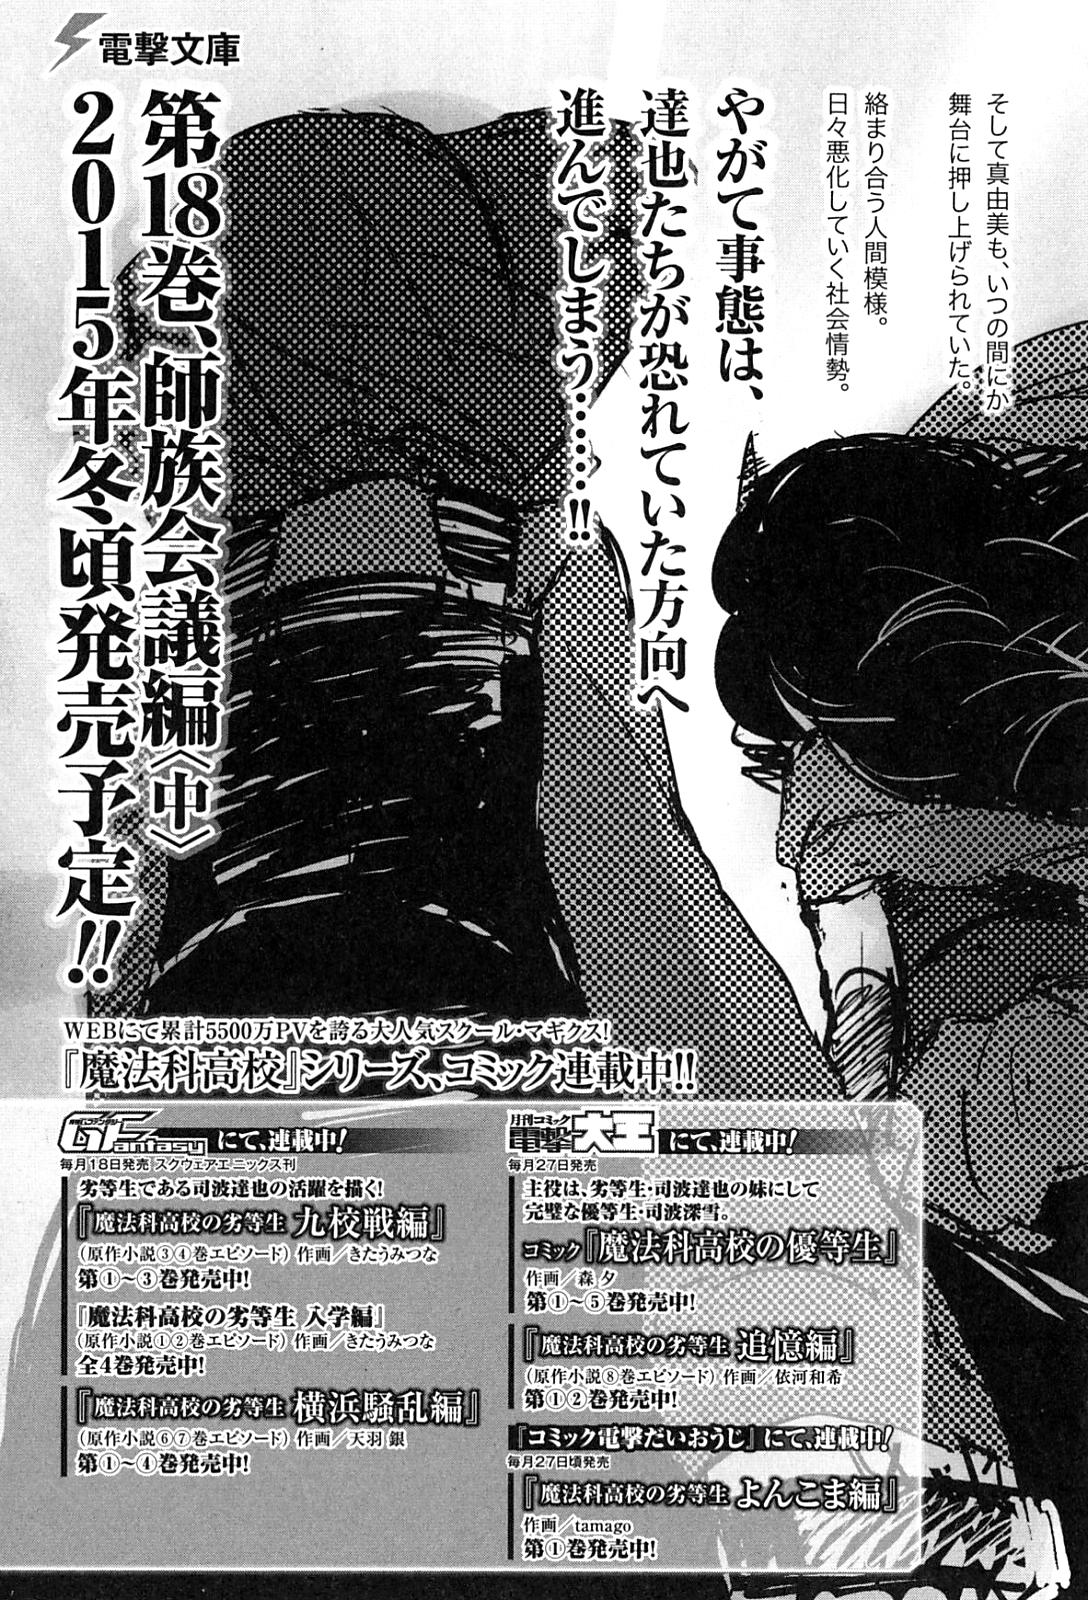 電撃文庫
そして真由美も、いつの間にか
舞台に押し上げられていた。
絡まり合う人間模様。
日々悪化していく社会情勢。
やがて事態は、
達也たちが恐れていた方向へ
進んでしまう……!!
第18巻、師族会議編〈中〉
2015年冬頃発売予定!!
WEBにて累計5500万PVを誇る大人気スクール・マギクス!
『魔法科高校』シリーズ、コミック連載中!!
月刊Gファンタジー
GFantasy にて、連載中!
毎月18日発売 スクウェアエニックス刊
劣等生である司波達也の活躍を描く!
『魔法科高校の劣等生 九校戦編』
(原作小説③④巻エピソード) 作画/きたうみつな
第①~③巻発売中!
『魔法科高校の劣等生 入学編』
(原作小説①②巻エピソード) 作画/きたうみつな
全4巻発売中!
『魔法科高校の劣等生 横浜騒乱編』
(原作小説⑥⑦巻エピソード) 作画/天羽 銀
第①~④巻発売中!
月刊コミック
電撃大王 にて、連載中!
毎月27日発売
主役は、劣等生・司波達也の妹にして
完璧な優等生・司波深雪。
コミック『魔法科高校の優等生』
作画/森 夕
第①~⑤巻発売中!
『魔法科高校の劣等生 追憶編』
(原作小説⑧巻エピソード) 作画/依河和希
第①②巻発売中!
『コミック電撃だいおうじ』にて、連載中!
毎月27日頃発売
『魔法科高校の劣等生 よんこま編』
作画/tamago
第①巻発売中!